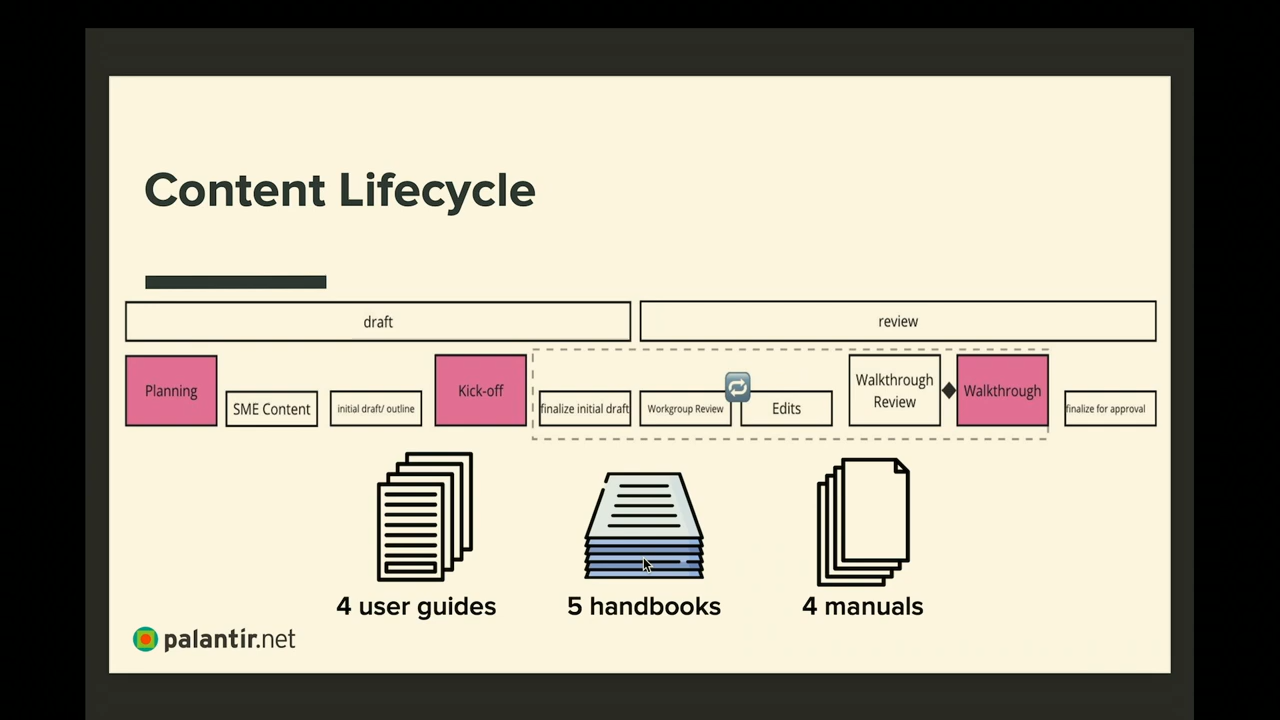 Content Lifecycle
draft
review
Planning
SME Content
initial draft/ outline
Kick-off
finalize initial draft
Workgroup Review
Edits
Walkthrough
Review
Walkthrough
finalize for approval
4 user guides
5 handbooks
4 manuals
palantir.net